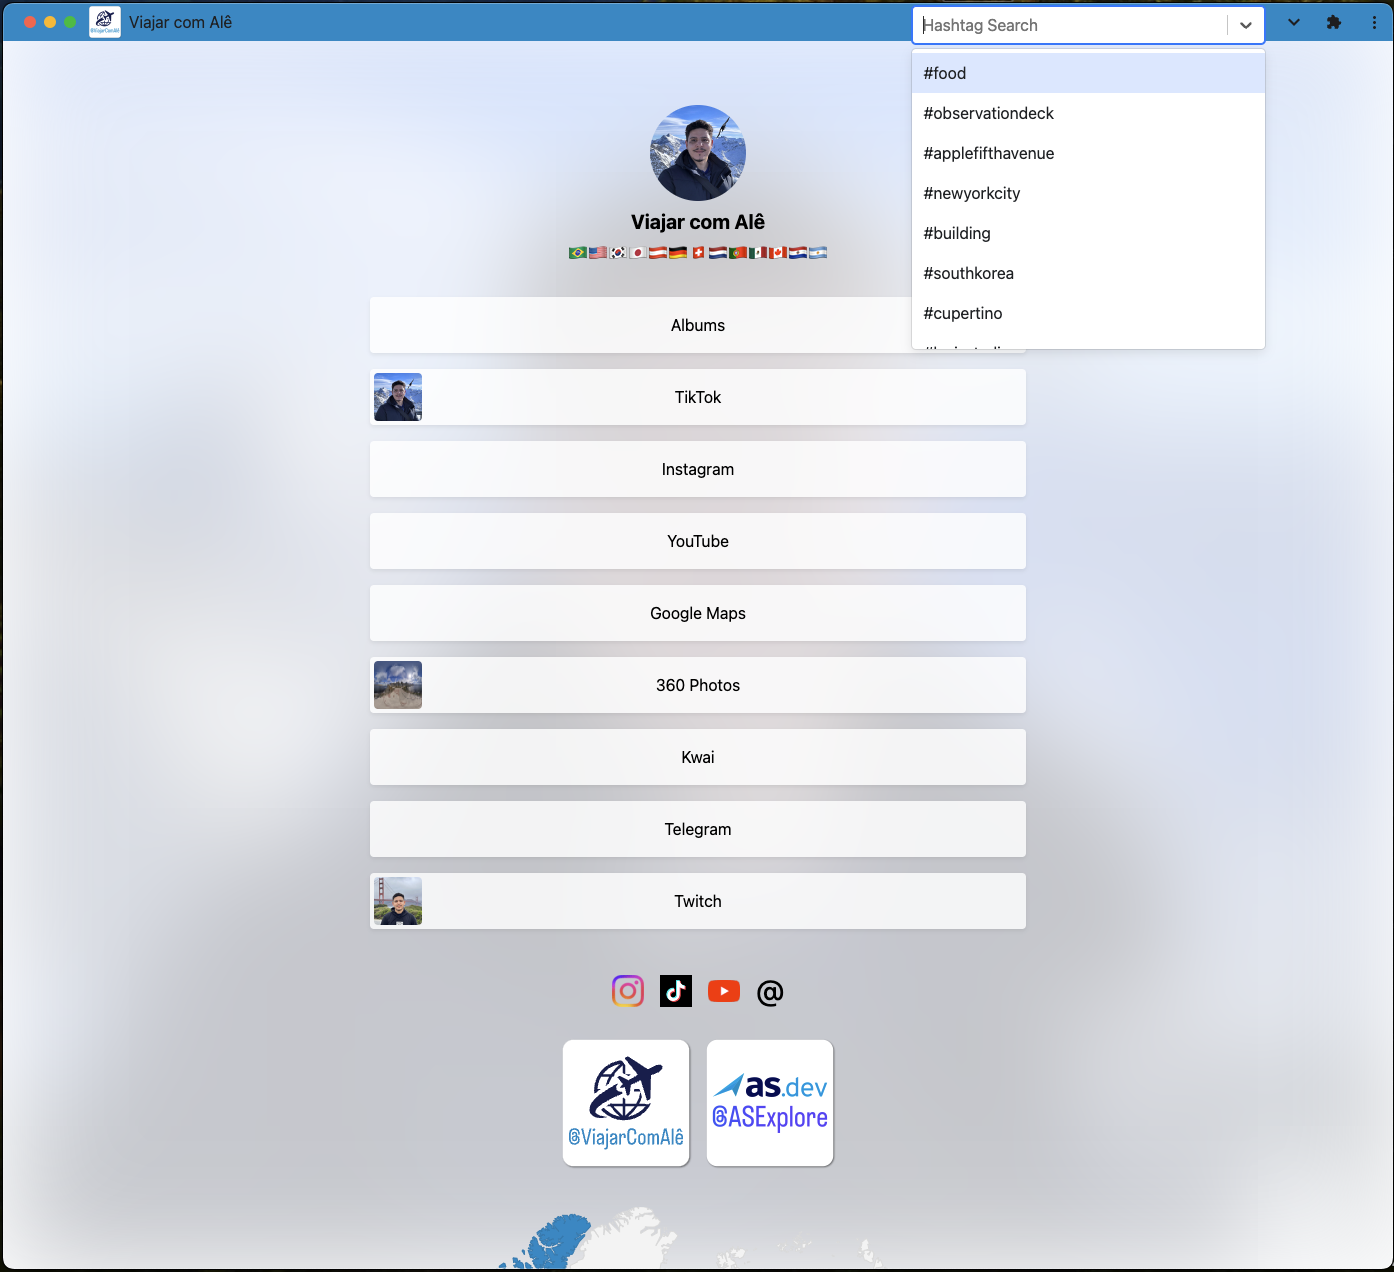 Viajar com Alê
Hashtag Search
#food
#observationdeck
#applefifthavenue
#newyorkcity
#building
#southkorea
#cupertino
Viajar com Alê
Albums
TikTok
Instagram
YouTube
Google Maps
360 Photos
Kwai
Telegram
Twitch
@
@ViajarComAlê
as.dev
@ASExplore